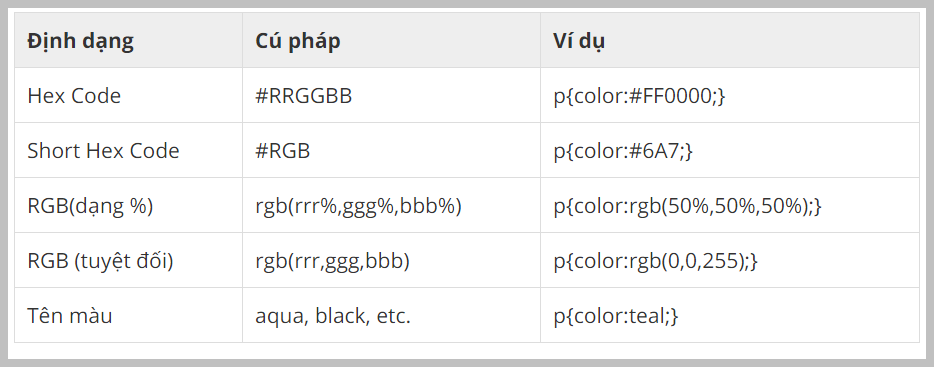 Định dạng Cú pháp Ví dụ
Hex Code #RRGGBB p{color:#FF0000;}
Short Hex Code #RGB p{color:#6A7;}
RGB(dạng %) rgb(rrr%,ggg%,bbb%) p{color:rgb(50%,50%,50%);}
RGB (tuyệt đối) rgb(rrr,ggg,bbb) p{color:rgb(0,0,255);}
Tên màu aqua, black, etc. p{color:teal;}